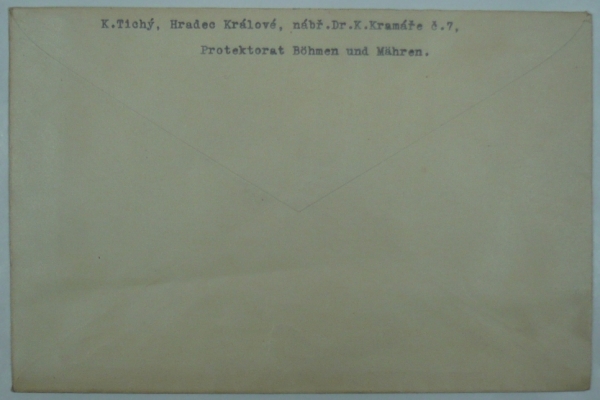 K.Tichý, Hradec Králové, nábř.Dr.K.Kramáře č.7,
Protektorat Böhmen und Mähren.